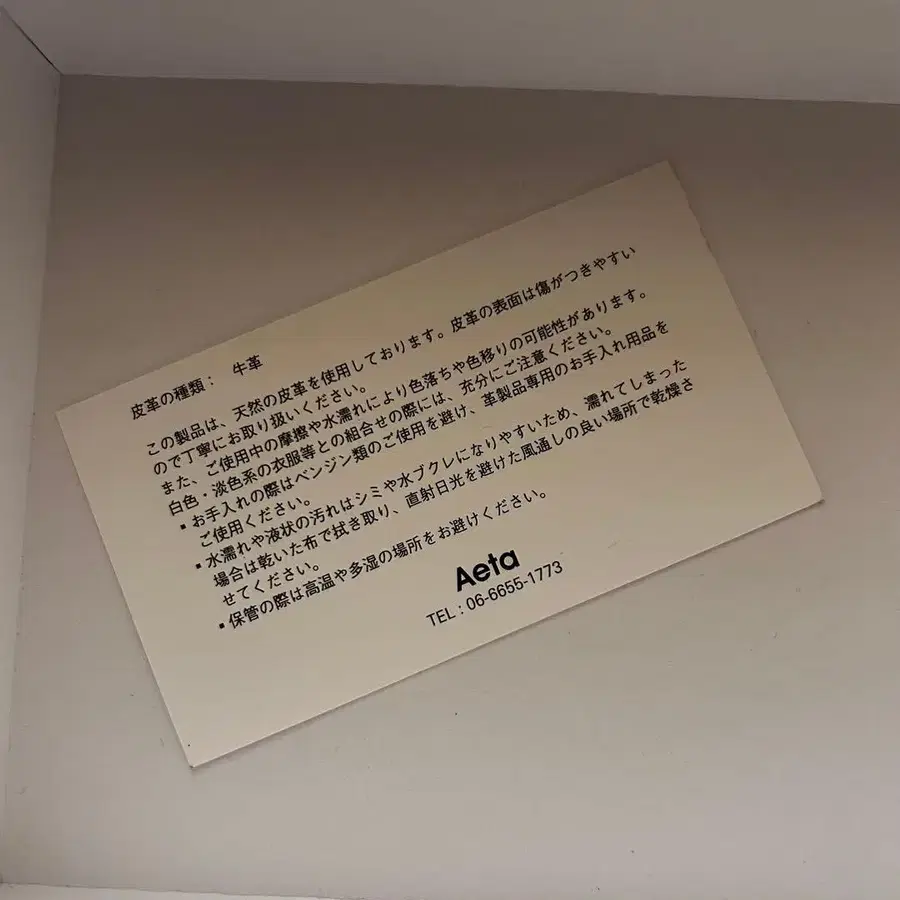 皮革の種類： 牛革
この製品は、天然の皮革を使用しております。皮革の表面は傷がつきやすい
ので丁寧にお取り扱いください。
また、ご使用中の摩擦や水濡れにより色落ちや色移りの可能性があります。
白色・淡色系の衣服等との組合せの際には、充分にご注意ください。
▪お手入れの際はベンジン類のご使用を避け、革製品専用のお手入れ用品を
ご使用ください。
▪水濡れや液状の汚れはシミや水ブクレになりやすいため、濡れてしまった
場合は乾いた布で拭き取り、直射日光を避けた風通しの良い場所で乾燥さ
せてください。
▪保管の際は高温や多湿の場所をお避けください。
Aeta
TEL : 06-6655-1773